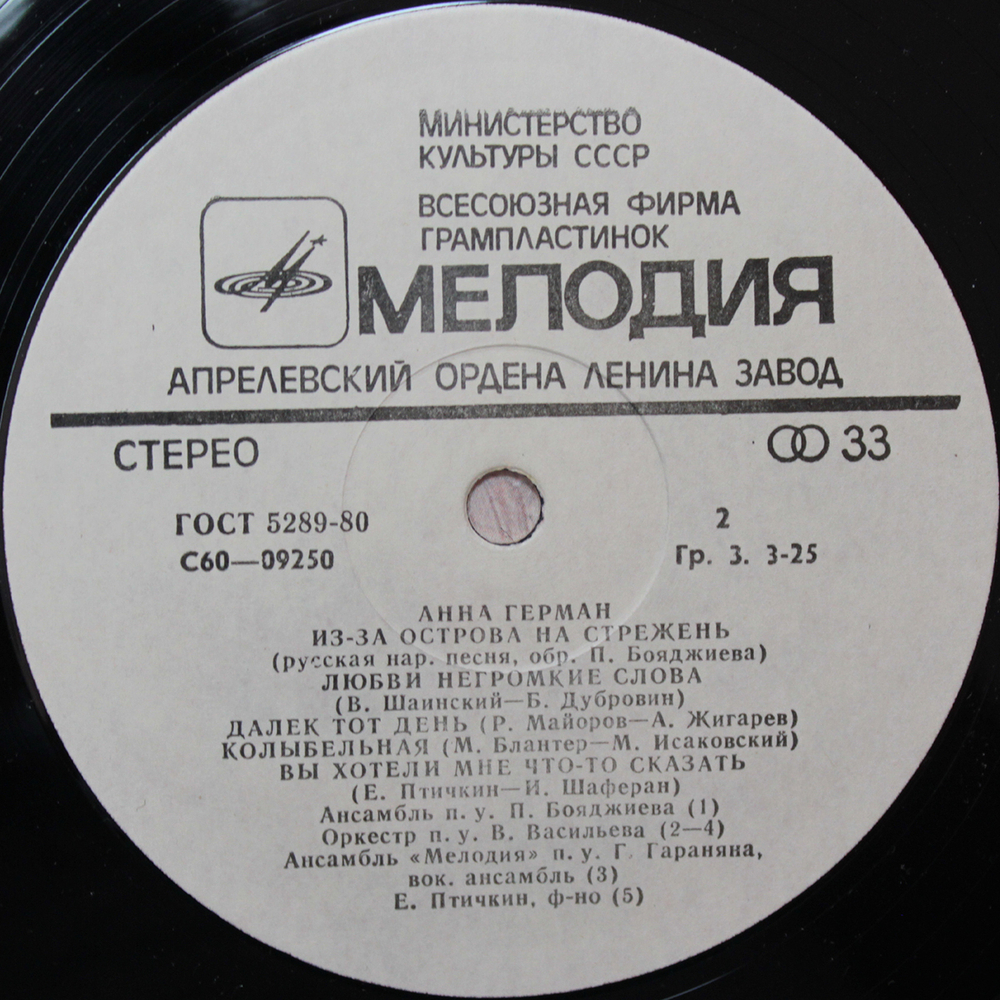 МИНИСТЕРСТВО
КУЛЬТУРЫ СССР
ВСЕСОЮЗНАЯ ФИРМА
ГРАМПЛАСТИНОК
МЕЛОДИЯ
АПРЕЛЕВСКИЙ ОРДЕНА ЛЕНИНА ЗАВОД
СТЕРЕО 33
ГОСТ 5289-80 2
С60—09250 Гр. 3. 3-25
АННА ГЕРМАН
ИЗ-ЗА ОСТРОВА НА СТРЕЖЕНЬ
(русская нар. песня, обр. П. Бояджиева)
ЛЮБВИ НЕГРОМКИЕ СЛОВА
(В. Шаинский—Б. Дубровин)
ДАЛЕК ТОТ ДЕНЬ (Р. Майоров—А. Жигарев)
КОЛЫБЕЛЬНАЯ (М. Блантер—М. Исаковский)
ВЫ ХОТЕЛИ МНЕ ЧТО-ТО СКАЗАТЬ
(Е. Птичкин—И. Шаферан)
Ансамбль п. у. П. Бояджиева (1)
Оркестр п. у. В. Васильева (2—4)
Ансамбль «Мелодия» п. у. Г. Гараняна,
вок. ансамбль (3)
Е. Птичкин, ф-но (5)